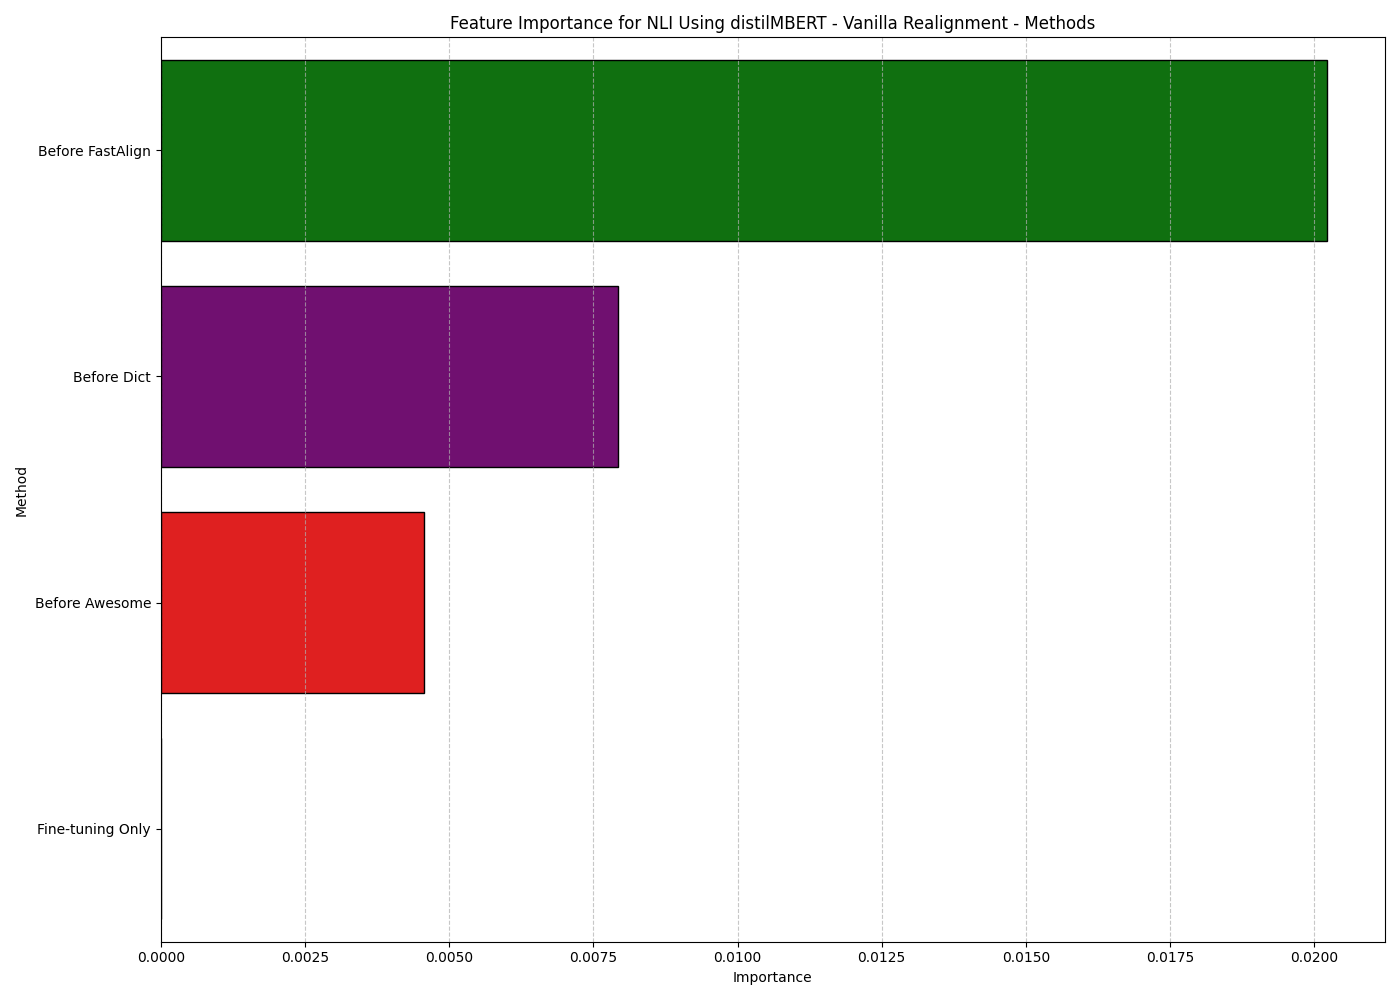 Feature Importance for NLI Using distilMBERT - Vanilla Realignment - Methods
Before FastAlign
Before Dict
Method
Before Awesome
Fine-tuning Only
0.0000 0.0025 0.0050 0.0075 0.0100 0.0125 0.0150 0.0175 0.0200
Importance